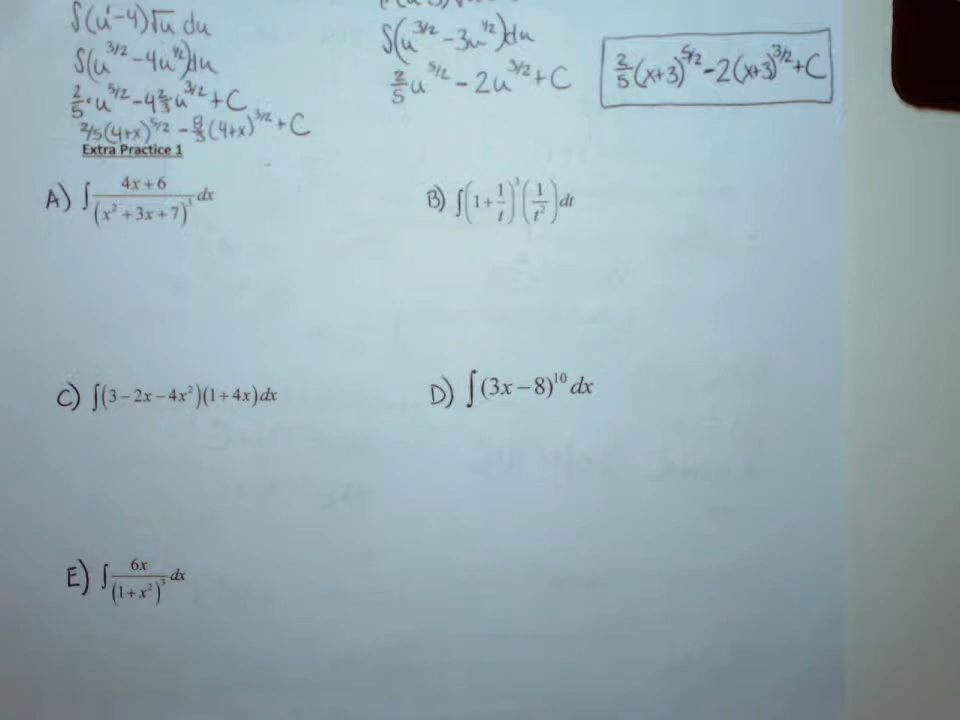 ∫(u-4)√u du
∫(u^3/2 - 4u^1/2)du
2/5 · u^5/2 - 4 2/3 u^3/2 + C
2/5(4+x)^5/2 - 8/3(4+x)^3/2 + C
∫(u^3/2 - 3u^1/2)du
2/5 u^5/2 - 2u^3/2 + C
2/5(x+3)^5/2 - 2(x+3)^3/2 + C
Extra Practice 1
A) ∫ (4x+6)/(x²+3x+7)³ dx
B) ∫(1+1/t)³(1/t²)dt
C) ∫(3-2x-4x²)(1+4x)dx
D) ∫(3x-8)¹⁰ dx
E) ∫ 6x/(1+x²)³ dx